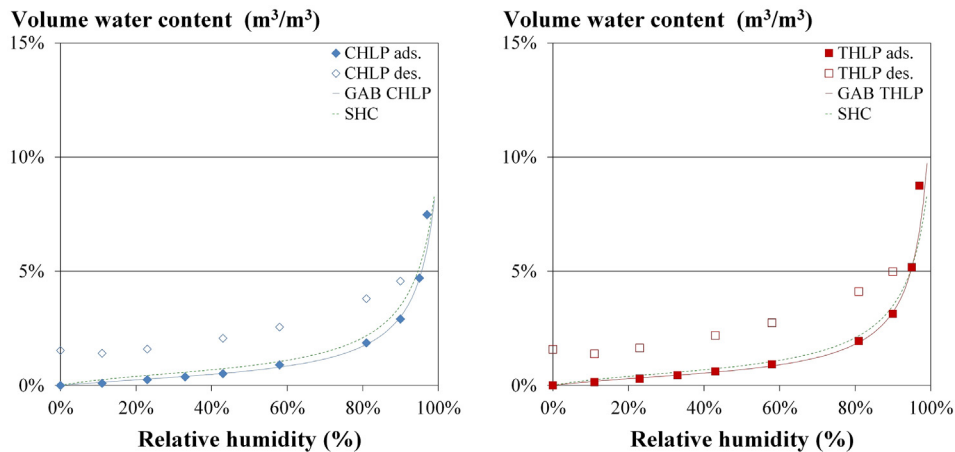 Volume water content (m³/m³)
15%
10%
5%
0%
CHLP ads.
CHLP des.
GAB CHLP
SHC
0%
20%
40%
60%
80%
100%
Relative humidity (%)
Volume water content (m³/m³)
15%
10%
5%
0%
THLP ads.
THLP des.
GAB THLP
SHC
0%
20%
40%
60%
80%
100%
Relative humidity (%)